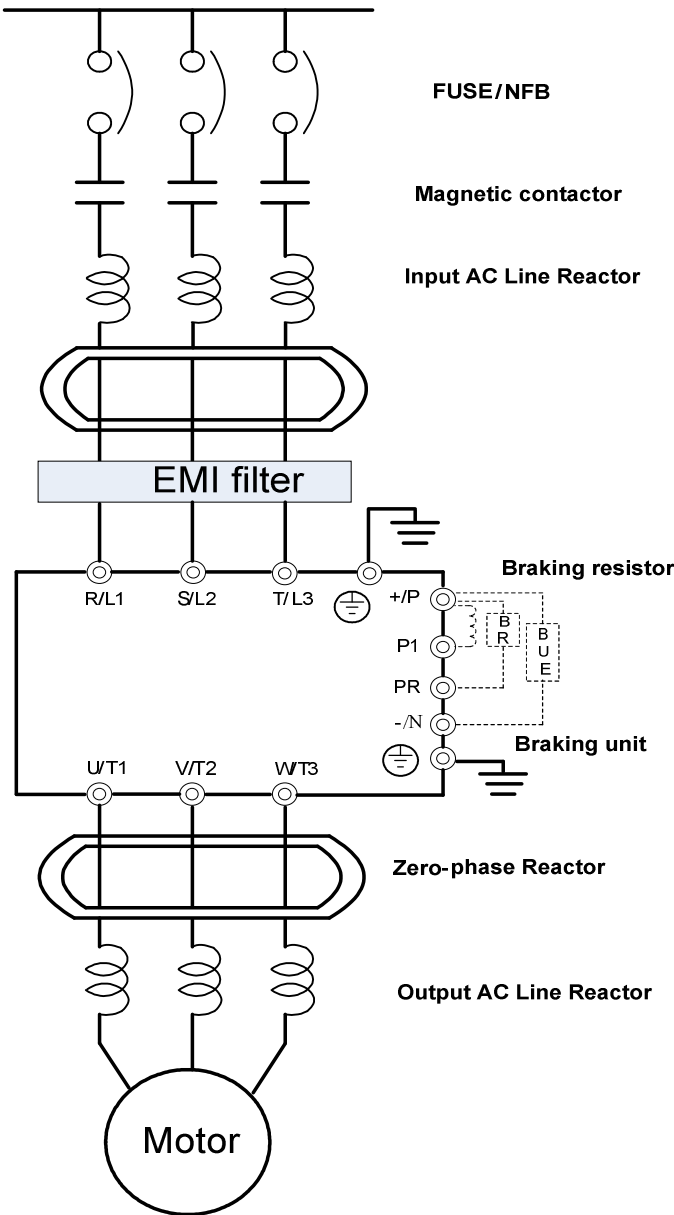 FUSE/NFB
Magnetic contactor
Input AC Line Reactor
EMI filter
Braking resistor
R/L1 S/L2 T/L3 +/P
B
R
B
U
E
P1
PR
-/N
Braking unit
U/T1 V/T2 W/T3
Zero-phase Reactor
Output AC Line Reactor
Motor